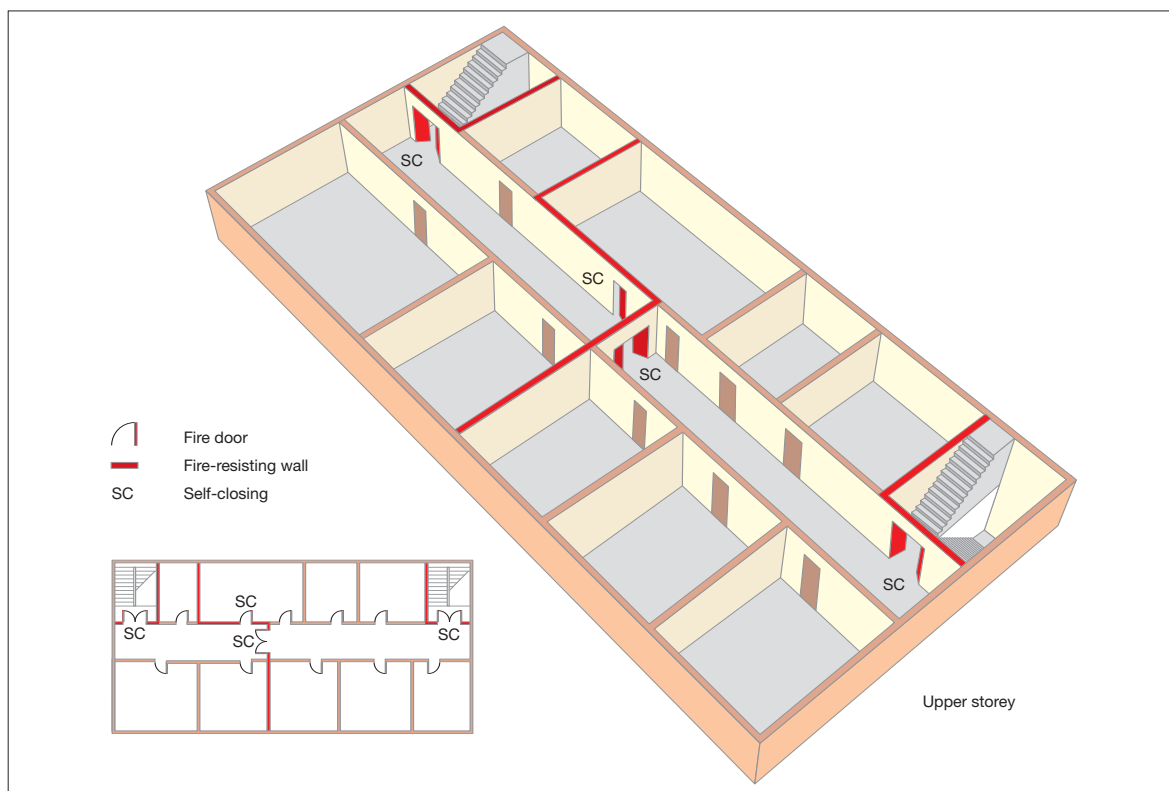 SC
SC
SC
SC
Fire door
Fire-resisting wall
SC Self-closing
SC
SC
SC
SC
Upper storey